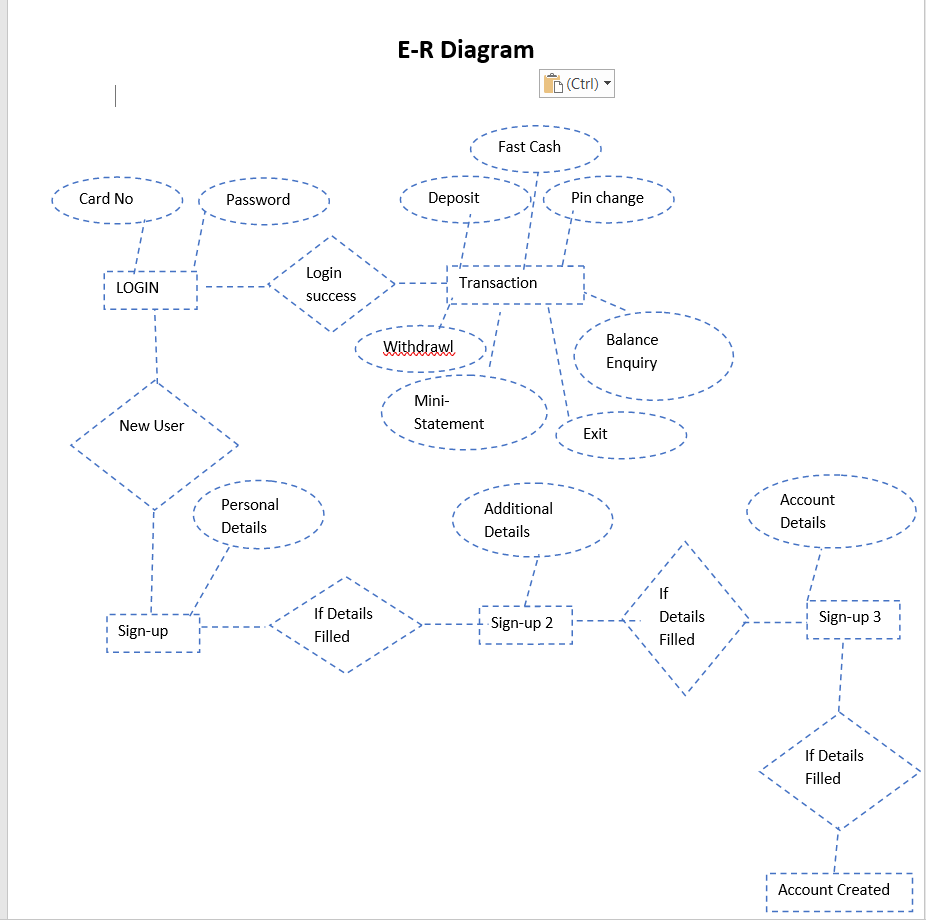 E-R Diagram
(Ctrl)
Fast Cash
Card No
Password
Deposit
Pin change
LOGIN
Login
success
Transaction
Withdrawl
Balance
Enquiry
Mini-
Statement
Exit
New User
Personal
Details
Additional
Details
Account
Details
Sign-up
If Details
Filled
Sign-up 2
If
Details
Filled
Sign-up 3
If Details
Filled
Account Created